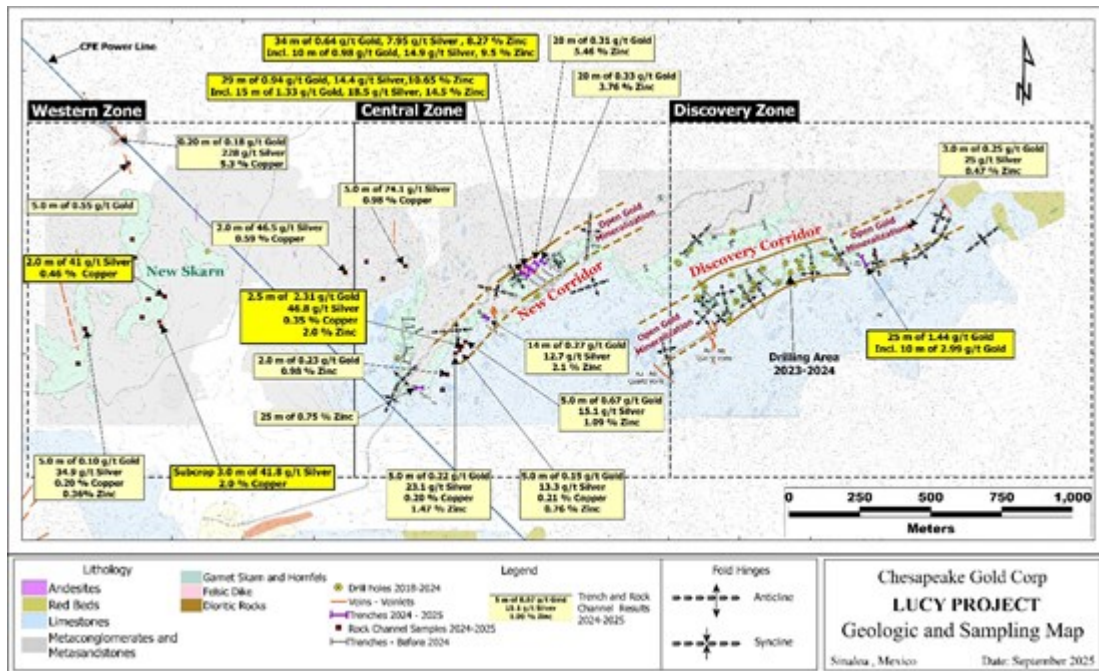 CFE Power Line
34 m of 0.64 g/t Gold, 7.95 g/t Silver , 8.27 % Zinc
Incl. 10 m of 0.98 g/t Gold, 14.9 g/t Silver, 9.5 % Zinc
20 m of 0.31 g/t Gold
5.46 % Zinc
29 m of 0.94 g/t Gold, 14.4 g/t Silver,10.65 % Zinc
Incl. 15 m of 1.33 g/t Gold, 18.5 g/t Silver, 14.5 % Zinc
20 m of 0.33 g/t Gold
3.76 % Zinc
N
Western Zone
Central Zone
Discovery Zone
0.20 m of 0.18 g/t Gold
228 g/t Silver
5.3 % Copper
3.0 m of 0.25 g/t Gold
25 g/t Silver
0.47 % Zinc
5.0 m of 0.55 g/t Gold
5.0 m of 74.1 g/t Silver
0.98 % Copper
2.0 m of 46.5 g/t Silver
0.59 % Copper
Open Gold
Mineralization
Open Gold
Mineralization
Discovery Corridor
New Skarn
2.0 m of 41 g/t Silver
0.46 % Copper
New Corridor
2.5 m of 2.31 g/t Gold
46.8 g/t Silver
0.35 % Copper
2.0 % Zinc
Open Gold
Mineralization
14 m of 0.27 g/t Gold
12.7 g/t Silver
2.1 % Zinc
Drilling Area
2023-2024
25 m of 1.44 g/t Gold
Incl. 10 m of 2.99 g/t Gold
2.0 m of 0.23 g/t Gold
0.98 % Zinc
25 m of 0.75 % Zinc
5.0 m of 0.67 g/t Gold
15.1 g/t Silver
1.09 % Zinc
5.0 m of 0.10 g/t Gold
34.9 g/t Silver
0.20 % Copper
0.26% Zinc
Subcrop 3.0 m of 41.8 g/t Silver
2.0 % Copper
5.0 m of 0.22 g/t Gold
23.1 g/t Silver
0.20 % Copper
1.47 % Zinc
5.0 m of 0.15 g/t Gold
13.3 g/t Silver
0.21 % Copper
0.76 % Zinc
0 250 500 750 1,000
Meters
Lithology
Andesites
Red Beds
Limestones
Metaconglomerates and
Metasandstones
Garnet Skarn and Hornfels
Felsic Dike
Dioritic Rocks
Legend
Drill holes 2018-2024
Veins - Veinlets
Trenches 2024 - 2025
Rock Channel Samples 2024-2025
Trenches - Before 2024
Trench and Rock
Channel Results
2024-2025
Fold Hinges
Anticline
Syncline
Chesapeake Gold Corp
LUCY PROJECT
Geologic and Sampling Map
Sinaloa , Mexico Date: September 2025